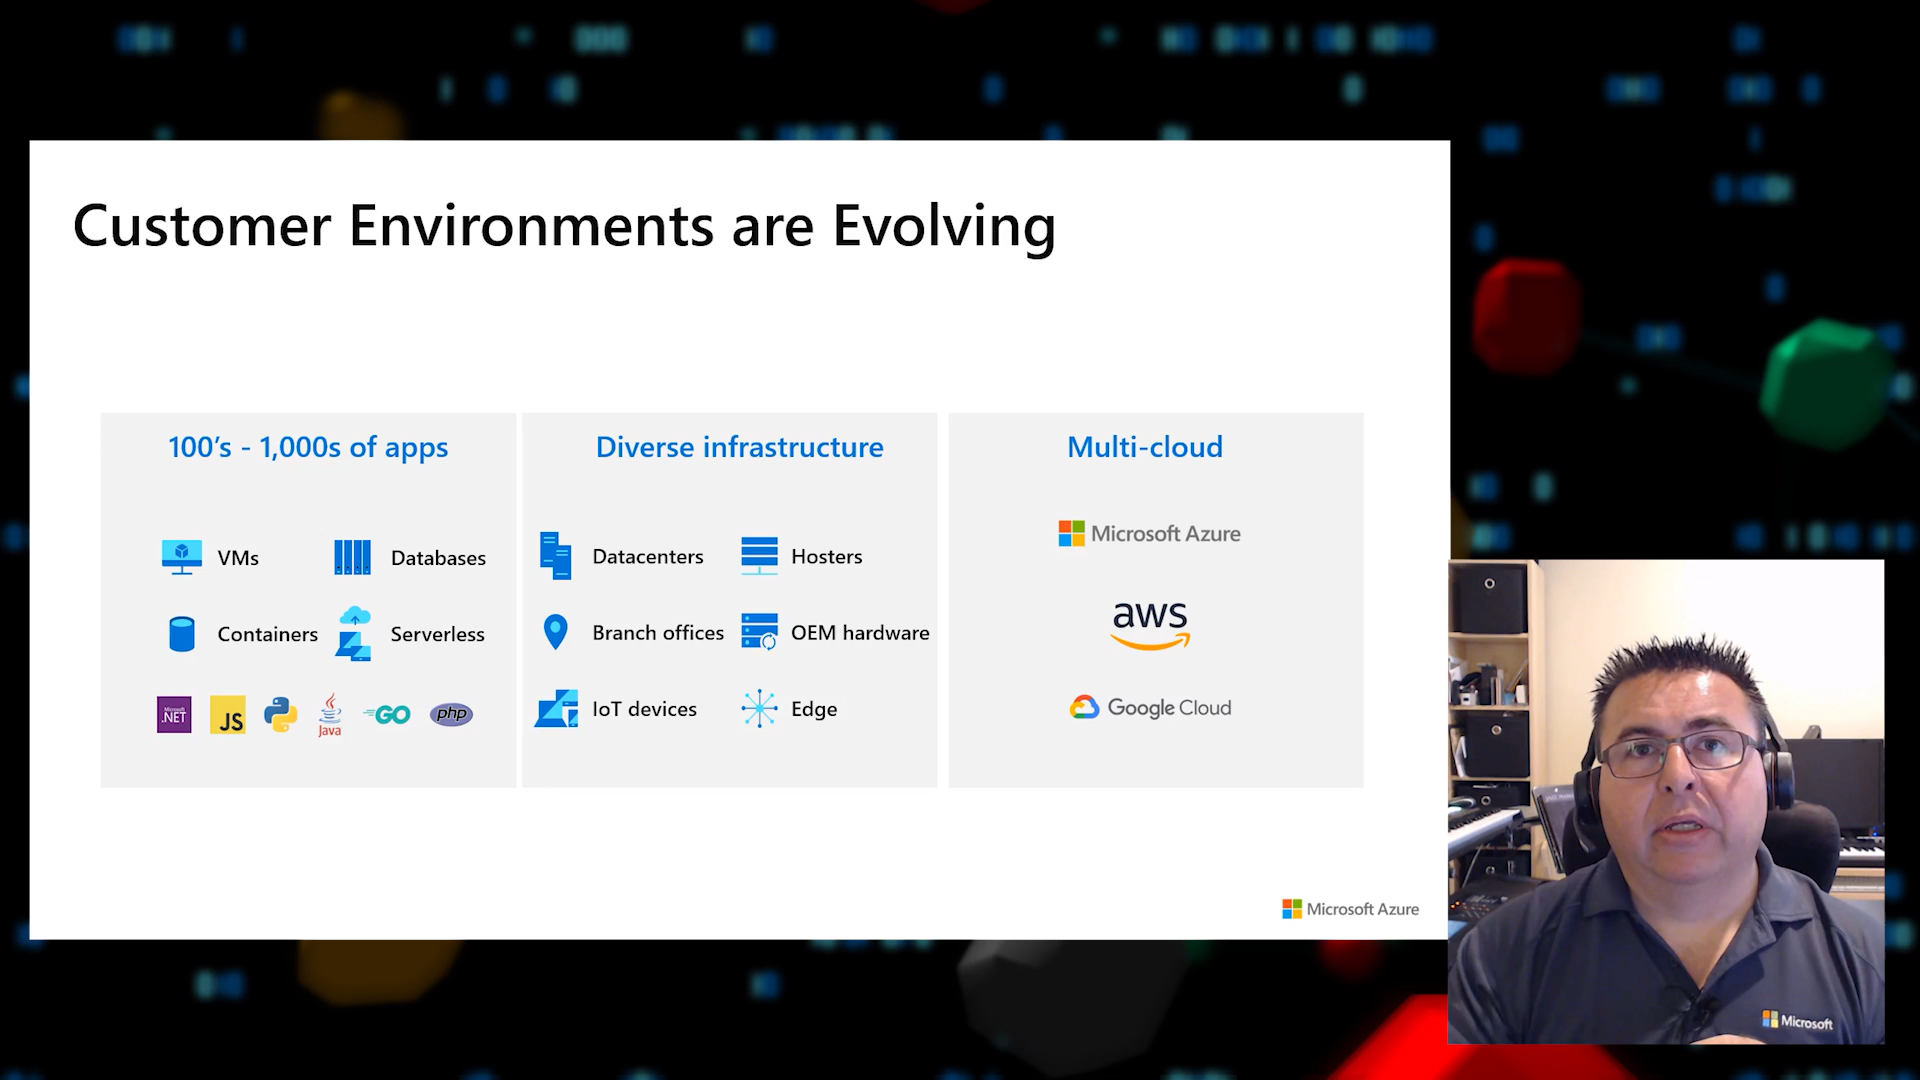 Customer Environments are Evolving
100's - 1,000s of apps
VMs
Databases
Containers
Serverless
Microsoft
.NET
JS
Java
GO
php
Diverse infrastructure
Datacenters
Hosters
Branch offices
OEM hardware
IoT devices
Edge
Multi-cloud
Microsoft Azure
aws
Google Cloud
Microsoft Azure
Microsoft